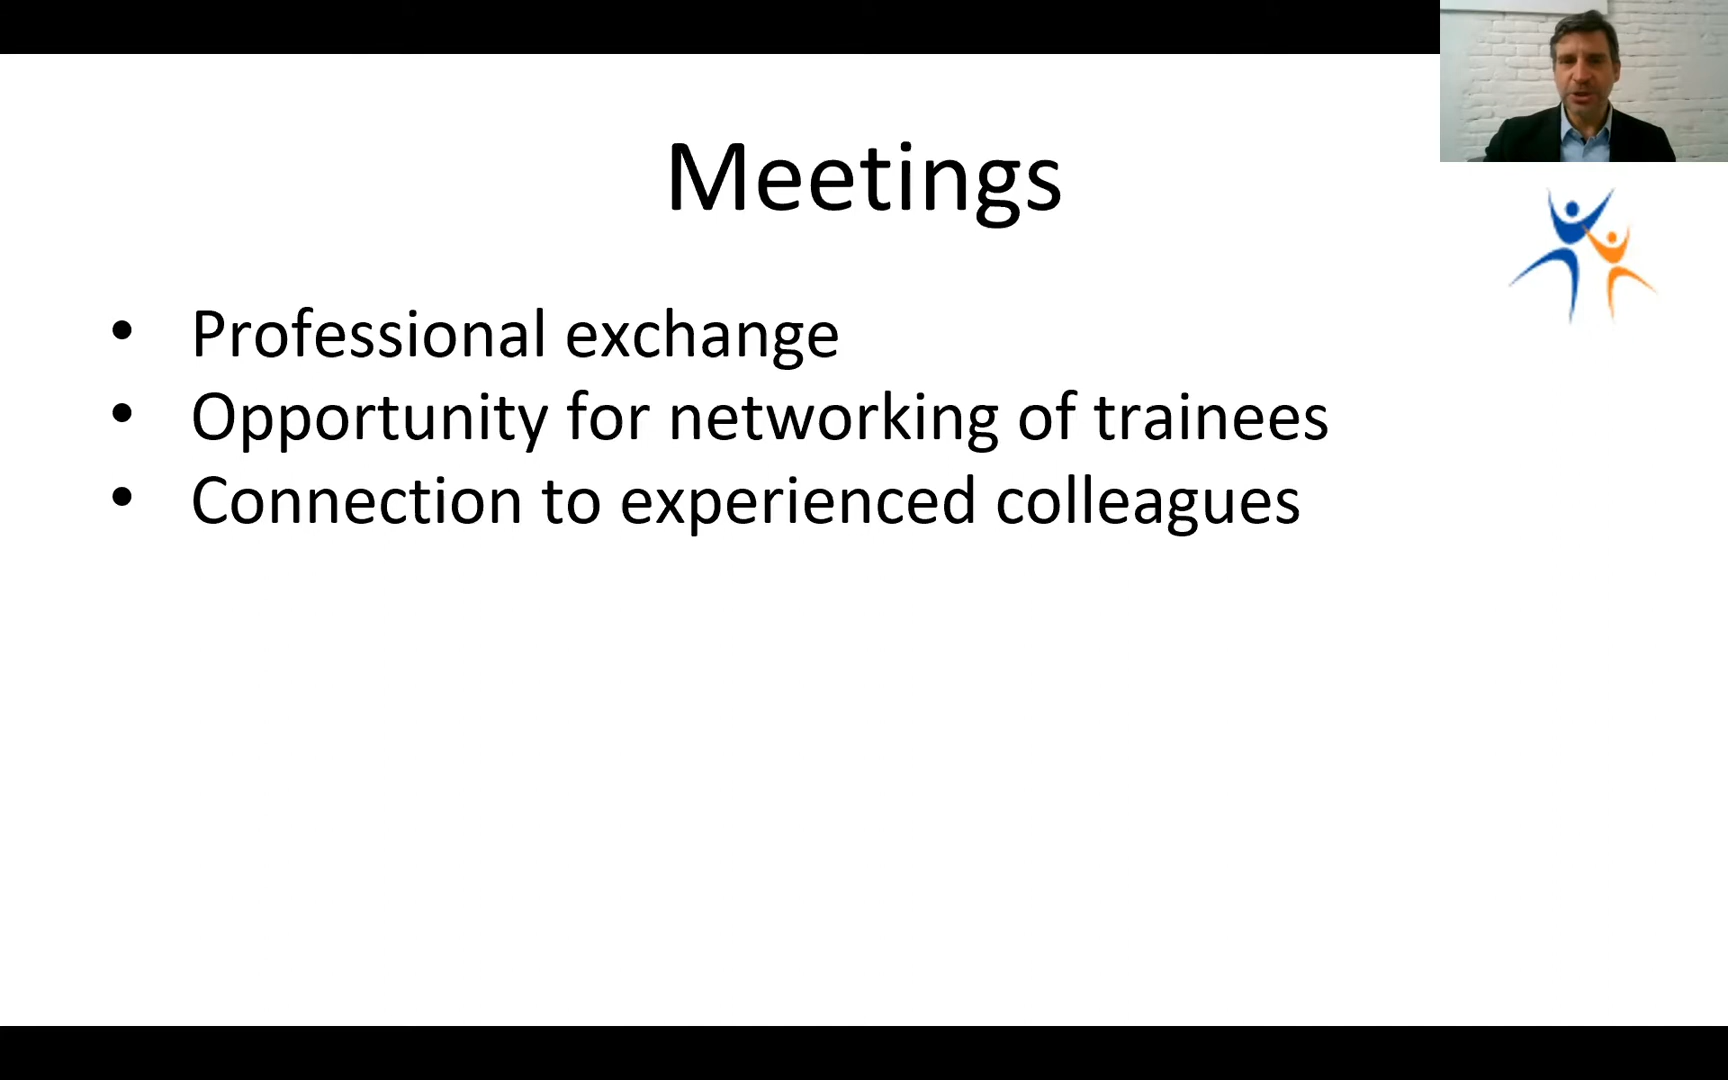 Meetings
• Professional exchange
• Opportunity for networking of trainees
• Connection to experienced colleagues